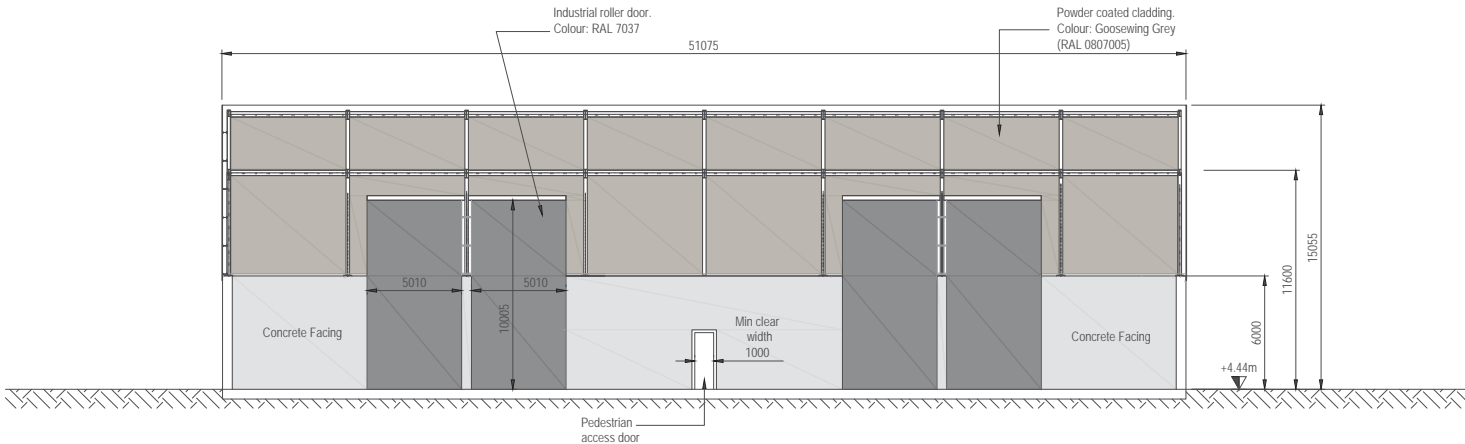 Industrial roller door.
Colour: RAL 7037
Powder coated cladding.
Colour: Goosewing Grey
(RAL 0807005)
51075
15055
11600
6000
5010
5010
10005
Concrete Facing
Min clear
width
1000
Concrete Facing
+4.44m
Pedestrian
access door